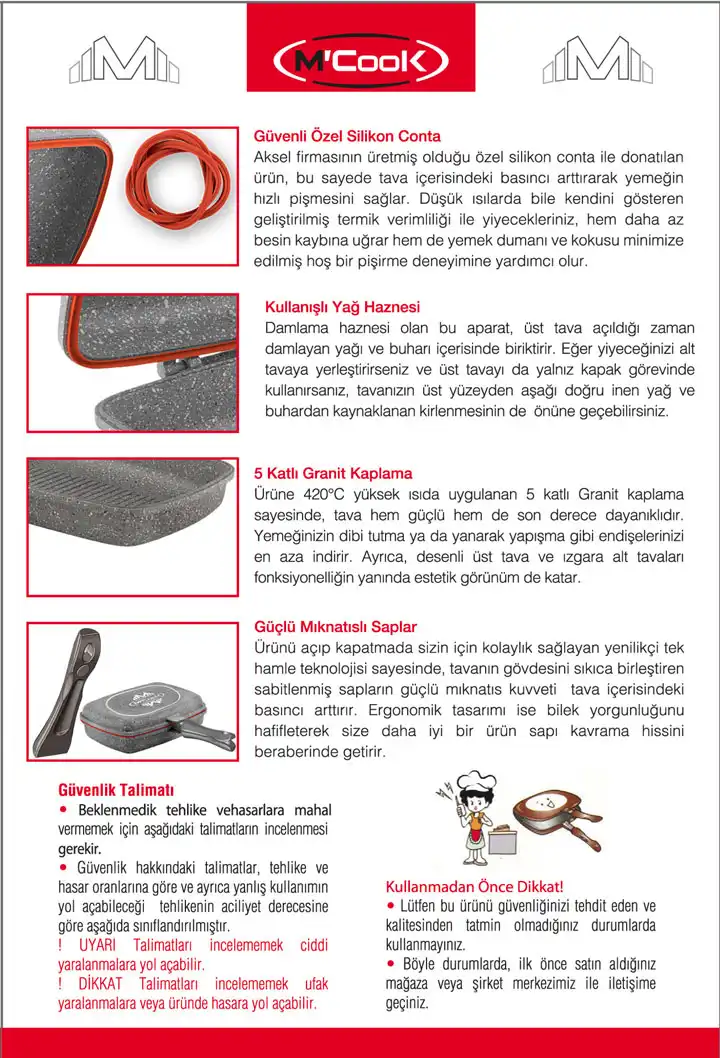 M'CooK
Güvenli Özel Silikon Conta
Aksel firmasının üretmiş olduğu özel silikon conta ile donatılan
ürün, bu sayede tava içerisindeki basıncı arttırarak yemeğin
hızlı pişmesini sağlar. Düşük ısılarda bile kendini gösteren
geliştirilmiş termik verimliliği ile yiyecekleriniz, hem daha az
besin kaybına uğrar hem de yemek dumanı ve kokusu minimize
edilmiş hoş bir pişirme deneyimine yardımcı olur.
Kullanışlı Yağ Haznesi
Damlama haznesi olan bu aparat, üst tava açıldığı zaman
damlayan yağı ve buharı içerisinde biriktirir. Eğer yiyeceğinizi alt
tavaya yerleştirirseniz ve üst tavayı da yalnız kapak görevinde
kullanırsanız, tavanızın üst yüzeyden aşağı doğru inen yağ ve
buhardan kaynaklanan kirlenmesinin de önüne geçebilirsiniz.
5 Katlı Granit Kaplama
Ürüne 420°C yüksek ısıda uygulanan 5 katlı Granit kaplama
sayesinde, tava hem güçlü hem de son derece dayanıklıdır.
Yemeğinizin dibi tutma ya da yanarak yapışma gibi endişelerinizi
en aza indirir. Ayrıca, desenli üst tava ve ızgara alt tavaları
fonksiyonelliğin yanında estetik görünüm de katar.
Güçlü Mıknatıslı Saplar
Ürünü açıp kapatmada sizin için kolaylık sağlayan yenilikçi tek
hamle teknolojisi sayesinde, tavanın gövdesini sıkıca birleştiren
sabitlenmiş sapların güçlü mıknatıs kuvveti tava içerisindeki
basıncı arttırır. Ergonomik tasarımı ise bilek yorgunluğunu
hafifleterek size daha iyi bir ürün sapı kavrama hissini
beraberinde getirir.
Güvenlik Talimatı
• Beklenmedik tehlike vehasarlara mahal
vermemek için aşağıdaki talimatların incelenmesi
gerekir.
• Güvenlik hakkındaki talimatlar, tehlike ve
hasar oranlarına göre ve ayrıca yanlış kullanımın
yol açabileceği tehlikenin aciliyet derecesine
göre aşağıda sınıflandırılmıştır.
! UYARI Talimatları incelememek ciddi
yaralanmalara yol açabilir.
! DİKKAT Talimatları incelememek ufak
yaralanmalara veya üründe hasara yol açabilir.
Kullanmadan Önce Dikkat!
• Lütfen bu ürünü güvenliğinizi tehdit eden ve
kalitesinden tatmin olmadığınız durumlarda
kullanmayınız.
• Böyle durumlarda, ilk önce satın aldığınız
mağaza veya şirket merkezimiz ile iletişime
geçiniz.